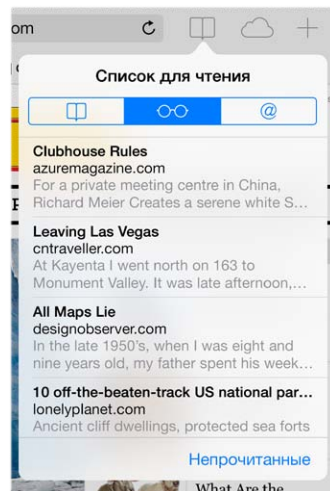 om
Список для чтения
@
Clubhouse Rules
azuremagazine.com
For a private meeting centre in China,
Richard Meier Creates a serene white S...
Leaving Las Vegas
cntraveller.com
At Kayenta I went north on 163 to
Monument Valley. It was late afternoon,...
All Maps Lie
designobserver.com
In the late 1950's, when I was eight and
nine years old, my father spent his week...
10 off-the-beaten-track US national par...
lonelyplanet.com
Ancient cliff dwellings, protected sea forts
Непрочитанные
What Are the